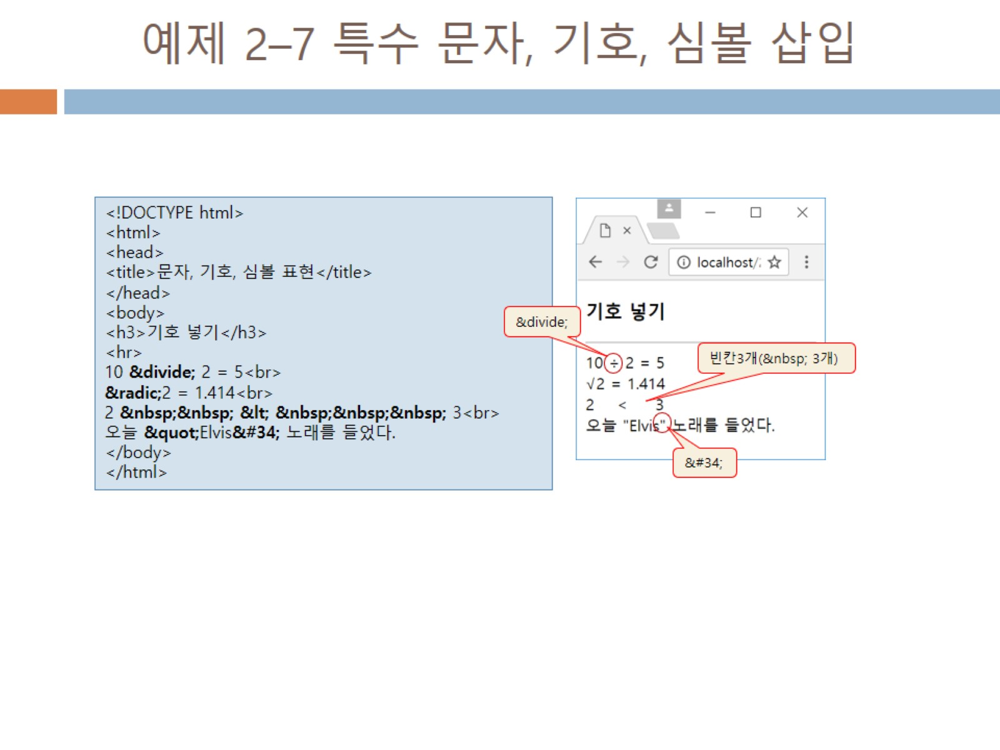 예제 2–7 특수 문자, 기호, 심볼 삽입
<!DOCTYPE html>
<html>
<head>
<title>문자, 기호, 심볼 표현</title>
</head>
<body>
<h3>기호 넣기</h3>
<hr>
10 &divide; 2 = 5<br>
&radic;2 = 1.414<br>
2 &nbsp;&nbsp; &lt; &nbsp;&nbsp;&nbsp; 3<br>
오늘 &quot;Elvis&#34; 노래를 들었다.
</body>
</html>
localhost/
기호 넣기
&divide;
빈칸3개(&nbsp; 3개)
10 ÷ 2 = 5
√2 = 1.414
2 < 3
오늘 "Elvis" 노래를 들었다.
&#34;